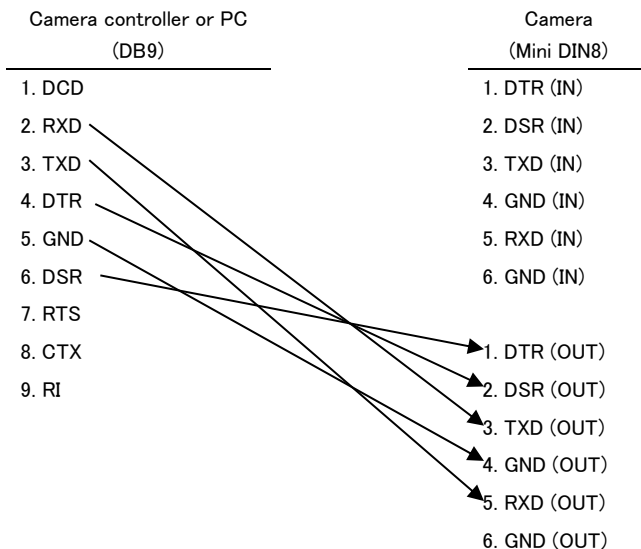 Camera controller or PC
(DB9)
1. DCD
2. RXD
3. TXD
4. DTR
5. GND
6. DSR
7. RTS
8. CTX
9. RI
Camera
(Mini DIN8)
1. DTR (IN)
2. DSR (IN)
3. TXD (IN)
4. GND (IN)
5. RXD (IN)
6. GND (IN)
1. DTR (OUT)
2. DSR (OUT)
3. TXD (OUT)
4. GND (OUT)
5. RXD (OUT)
6. GND (OUT)